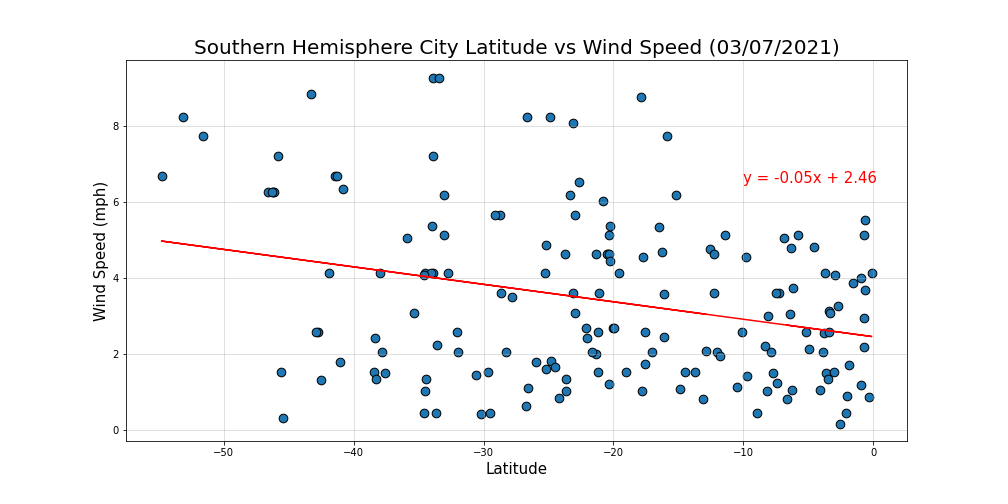 Southern Hemisphere City Latitude vs Wind Speed (03/07/2021)
8
6
4
2
0
Wind Speed (mph)
y = -0.05x + 2.46
−50 −40 −30 −20 −10 0
Latitude